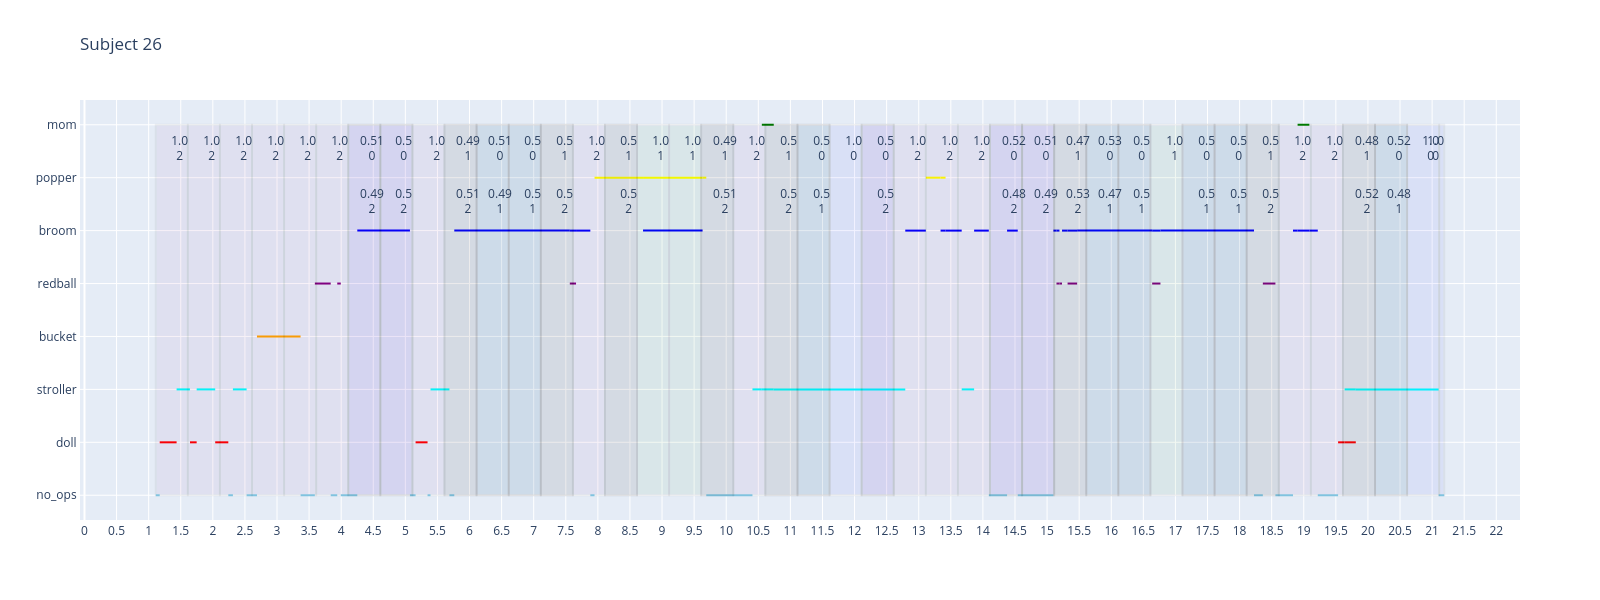 Subject 26
mom
1.0 1.0 1.0 1.0 1.0 1.0 0.51 0.5 1.0 0.49 0.51 0.5 0.5 1.0 0.5 1.0 1.0 0.49 1.0 0.5 0.5 1.0 0.5 1.0 1.0 1.0 0.52 0.51 0.47 0.53 0.5 1.0 0.5 0.5 0.5 1.0 1.0 0.48 0.52
2 2 2 2 2 2 0 0 2 1 0 0 1 2 1 1 1 1 2 1 0 0 0 2 2 2 0 0 1 0 0 1 0 0 1 2 2 1 0
popper
0.49 0.5 0.51 0.49 0.5 0.5 0.5 0.51 0.5 0.5 0.5 0.48 0.49 0.53 0.47 0.5 0.5 0.5 0.5 0.52 0.48
2 2 2 1 1 2 2 2 2 1 2 2 2 2 1 1 1 1 2 2 1
broom
redball
bucket
stroller
doll
no_ops
0 0.5 1 1.5 2 2.5 3 3.5 4 4.5 5 5.5 6 6.5 7 7.5 8 8.5 9 9.5 10 10.5 11 11.5 12 12.5 13 13.5 14 14.5 15 15.5 16 16.5 17 17.5 18 18.5 19 19.5 20 20.5 21 21.5 22